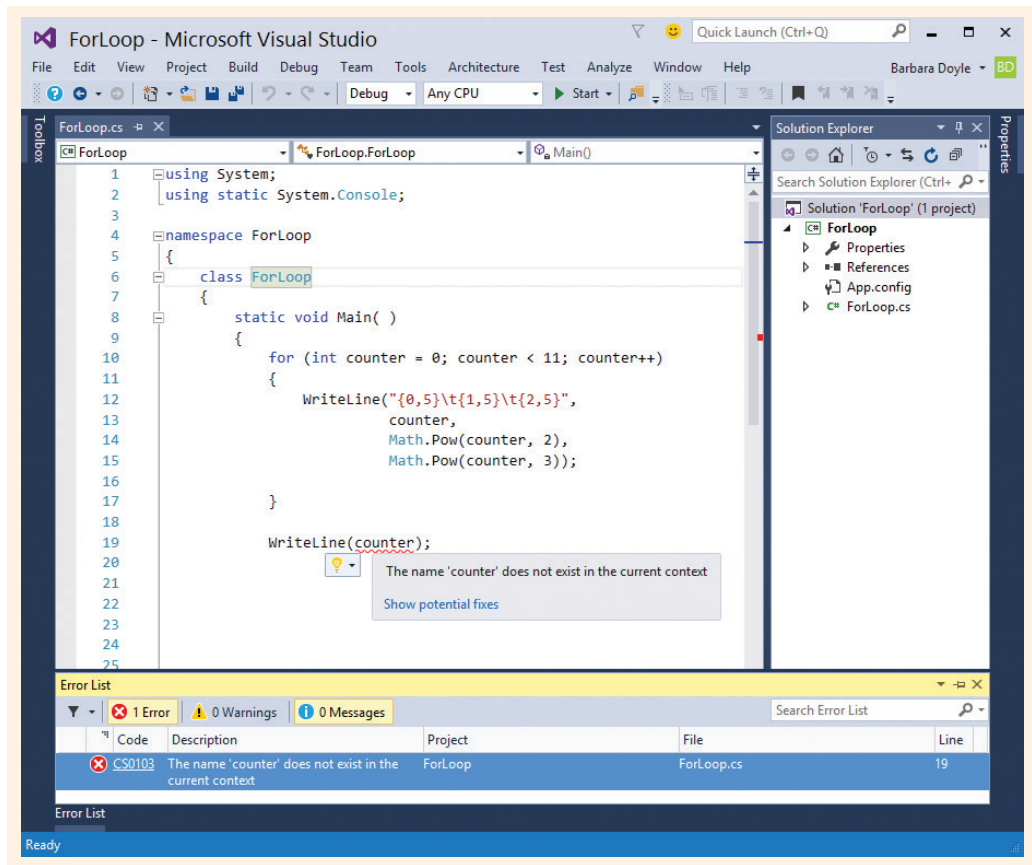 ForLoop - Microsoft Visual Studio
Quick Launch (Ctrl+Q)
File Edit View Project Build Debug Team Tools Architecture Test Analyze Window Help
Barbara Doyle BD
Debug Any CPU Start
Toolbox
ForLoop.cs
C# ForLoop ForLoop.ForLoop Main()
1 using System;
2 using static System.Console;
3
4 namespace ForLoop
5 {
6 class ForLoop
7 {
8 static void Main( )
9 {
10 for (int counter = 0; counter < 11; counter++)
11 {
12 WriteLine("{0,5}\t{1,5}\t{2,5}",
13 counter,
14 Math.Pow(counter, 2),
15 Math.Pow(counter, 3));
16
17 }
18
19 WriteLine(counter);
20
21
22
23
24
25
The name 'counter' does not exist in the current context
Show potential fixes
Solution Explorer
Search Solution Explorer (Ctrl+
Solution 'ForLoop' (1 project)
C# ForLoop
Properties
References
App.config
C# ForLoop.cs
Properties
Error List
1 Error 0 Warnings 0 Messages
Search Error List
Code Description Project File Line
CS0103 The name 'counter' does not exist in the current context ForLoop ForLoop.cs 19
Error List
Ready